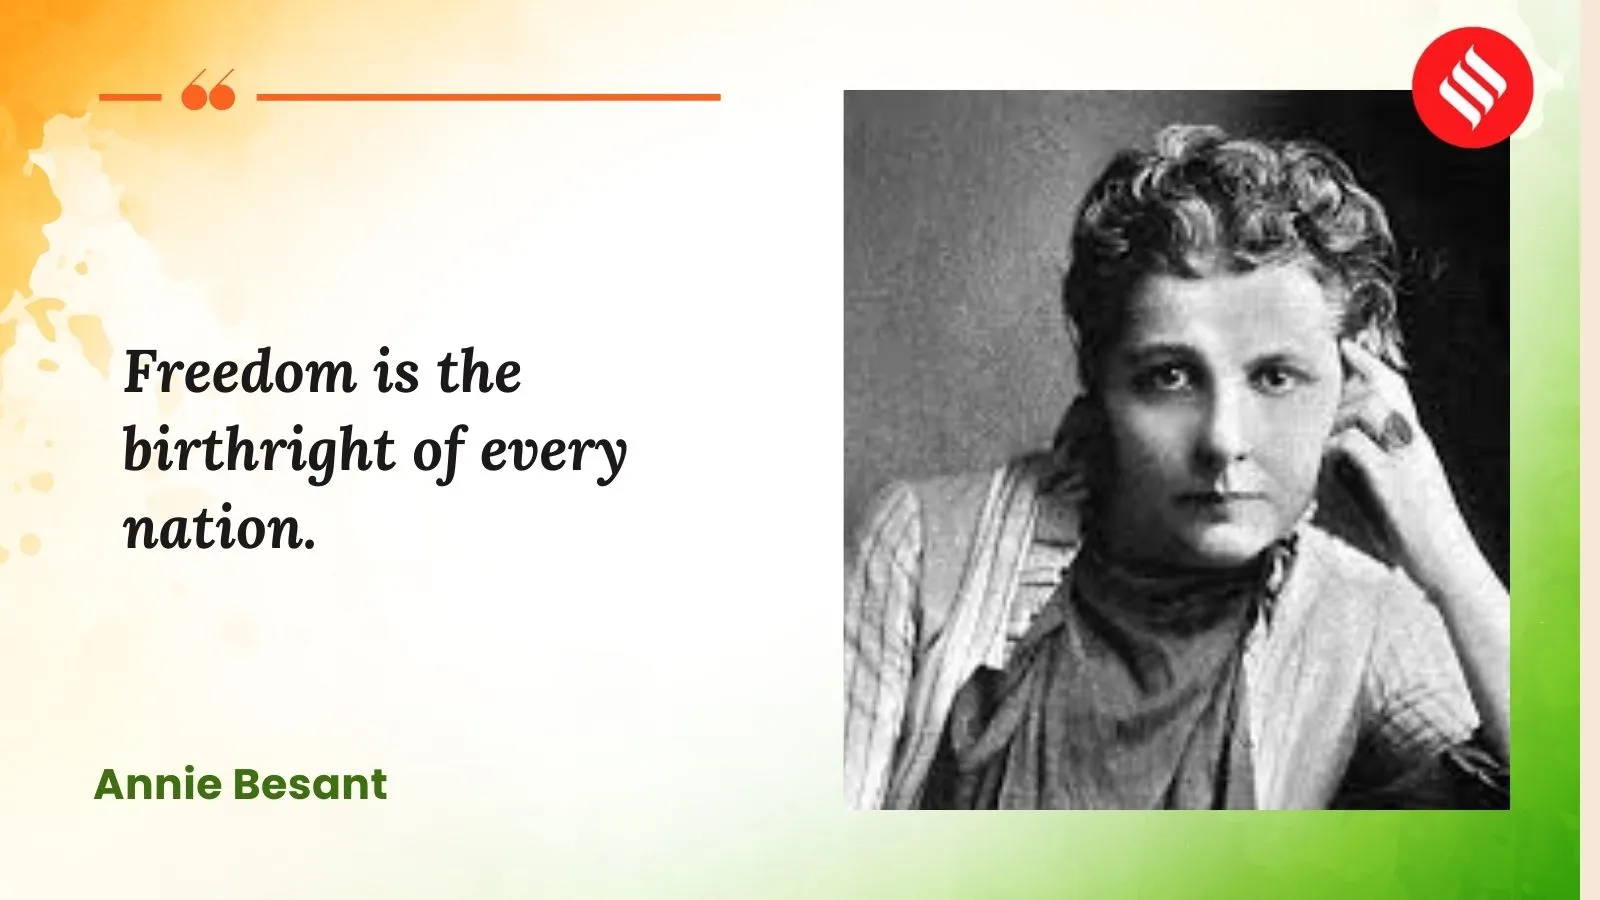 Freedom is the
birthright of every
nation.
Annie Besant